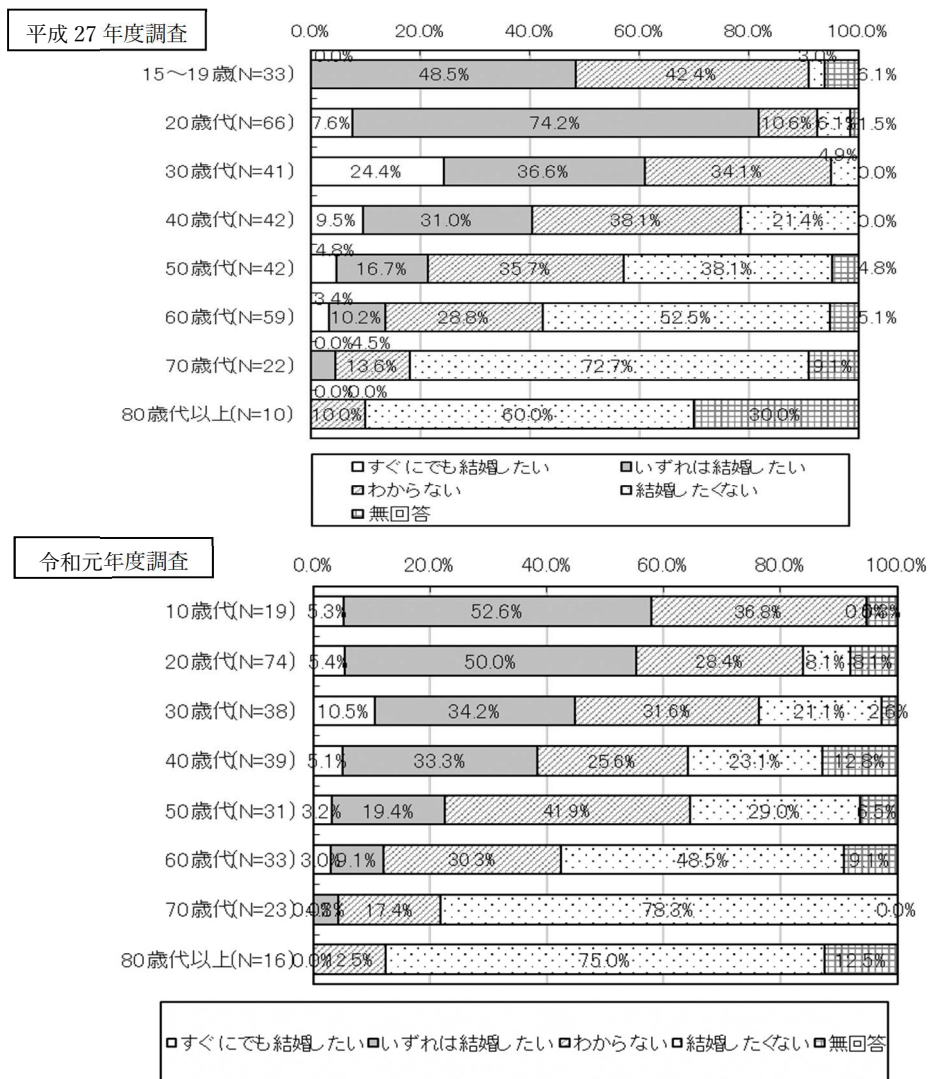 平成 27 年度調査
0.0% 20.0% 40.0% 60.0% 80.0% 100.0%
15～19歳(N=33) 0.0% 48.5% 42.4% 3.0% 6.1%
20歳代(N=66) 7.6% 74.2% 10.6% 6.1% 1.5%
30歳代(N=41) 24.4% 36.6% 34.1% 4.9% 0.0%
40歳代(N=42) 9.5% 31.0% 38.1% 21.4% 0.0%
50歳代(N=42) 4.8% 16.7% 35.7% 38.1% 4.8%
60歳代(N=59) 3.4% 10.2% 28.8% 52.5% 5.1%
70歳代(N=22) 0.0% 4.5% 13.6% 72.7% 9.1%
80歳代以上(N=10) 0.0% 0.0% 10.0% 60.0% 30.0%
すぐにでも結婚したい いずれは結婚したい
わからない 結婚したくない
無回答
令和元年度調査
0.0% 20.0% 40.0% 60.0% 80.0% 100.0%
10歳代(N=19) 5.3% 52.6% 36.8% 0.0% 5.3%
20歳代(N=74) 5.4% 50.0% 28.4% 8.1% 8.1%
30歳代(N=38) 10.5% 34.2% 31.6% 21.1% 2.6%
40歳代(N=39) 5.1% 33.3% 25.6% 23.1% 12.8%
50歳代(N=31) 3.2% 19.4% 41.9% 29.0% 6.5%
60歳代(N=33) 3.0% 9.1% 30.3% 48.5% 9.1%
70歳代(N=23) 0.0% 4.3% 17.4% 78.3% 0.0%
80歳代以上(N=16) 0.0% 12.5% 75.0% 12.5%
すぐにでも結婚したい いずれは結婚したい わからない 結婚したくない 無回答